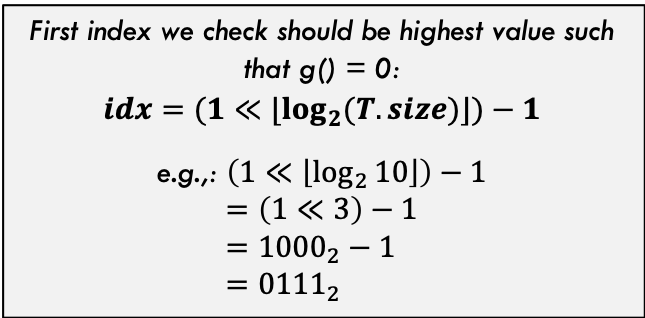 First index we check should be highest value such
that g() = 0:
idx = (1 ≪ ⌊log₂(T.size)⌋) − 1
e.g.,: (1 ≪ ⌊log₂ 10⌋) − 1
= (1 ≪ 3) − 1
= 1000₂ − 1
= 0111₂